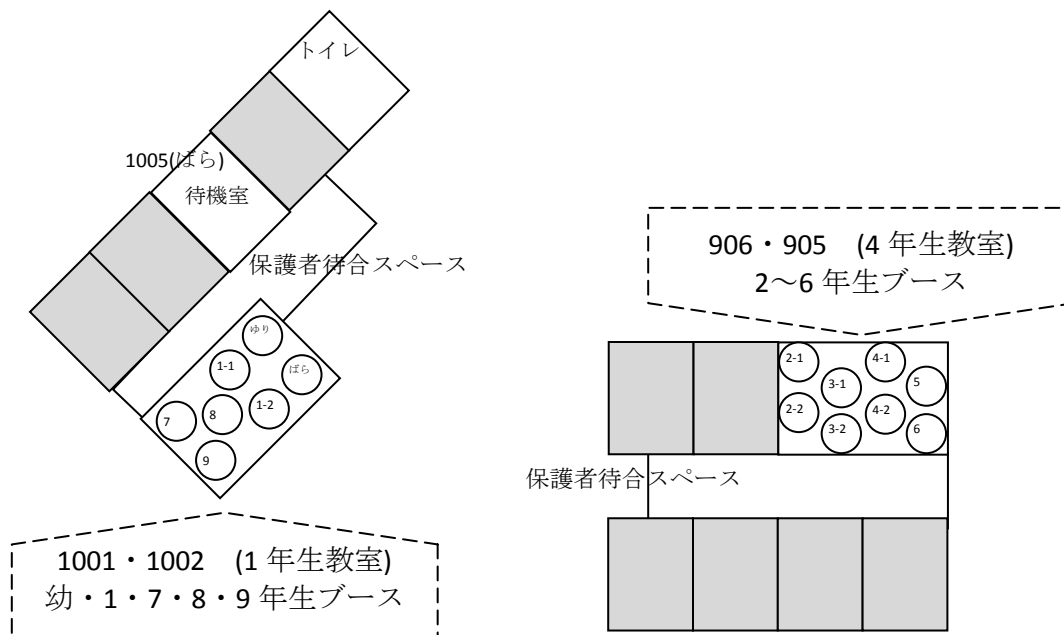 トイレ
1005(ばら)
待機室
保護者待合スペース
ゆり
1-1
ばら
1-2
8
7
9
1001・1002 (1年生教室)
幼・1・7・8・9年生ブース
906・905 (4年生教室)
2～6年生ブース
2-1
4-1
3-1
5
2-2
4-2
3-2
6
保護者待合スペース